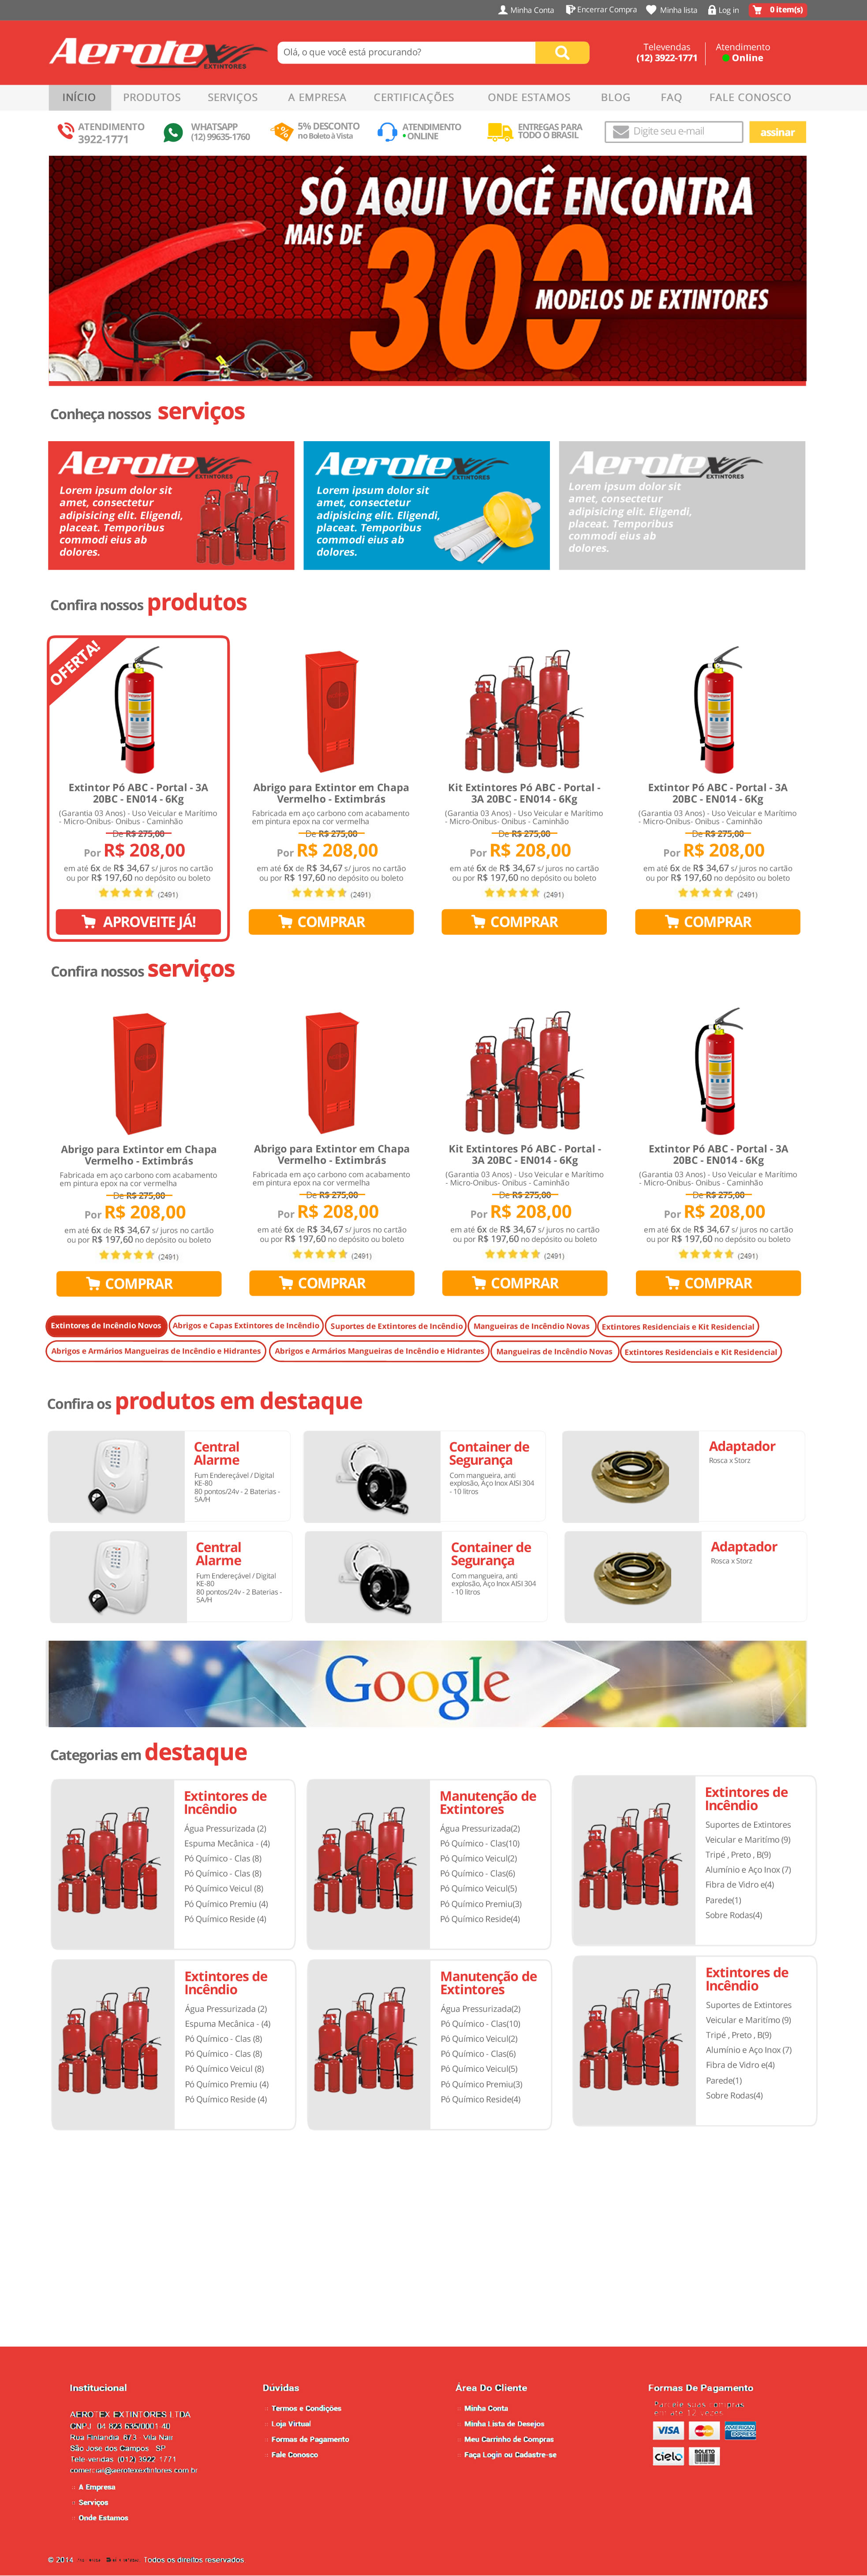 Minha Conta
Encerrar Compra
Minha lista
Log in
0 item(s)
Aerotex
EXTINTORES
Olá, o que você está procurando?
Televendas
(12) 3922-1771
Atendimento
Online
INÍCIO
PRODUTOS
SERVIÇOS
A EMPRESA
CERTIFICAÇÕES
ONDE ESTAMOS
BLOG
FAQ
FALE CONOSCO
ATENDIMENTO
3922-1771
WHATSAPP
(12) 99635-1760
5% DESCONTO
no Boleto à Vista
ATENDIMENTO
• ONLINE
ENTREGAS PARA
TODO O BRASIL
Digite seu e-mail
assinar
SÓ AQUI VOCÊ ENCONTRA
MAIS DE
300
MODELOS DE EXTINTORES
Conheça nossos serviços
Aerotex
EXTINTORES
Lorem ipsum dolor sit
amet, consectetur
adipisicing elit. Eligendi,
placeat. Temporibus
commodi eius ab
dolores.
Aerotex
EXTINTORES
Lorem ipsum dolor sit
amet, consectetur
adipisicing elit. Eligendi,
placeat. Temporibus
commodi eius ab
dolores.
Aerotex
EXTINTORES
Lorem ipsum dolor sit
amet, consectetur
adipisicing elit. Eligendi,
placeat. Temporibus
commodi eius ab
dolores.
Confira nossos produtos
OFERTA!
Extintor Pó ABC - Portal - 3A
20BC - EN014 - 6Kg
(Garantia 03 Anos) - Uso Veicular e Marítimo
- Micro-Onibus- Onibus - Caminhão
De R$ 275,00
Por R$ 208,00
em até 6x de R$ 34,67 s/ juros no cartão
ou por R$ 197,60 no depósito ou boleto
(2491)
APROVEITE JÁ!
Abrigo para Extintor em Chapa
Vermelho - Extimbrás
Fabricada em aço carbono com acabamento
em pintura epox na cor vermelha
De R$ 275,00
Por R$ 208,00
em até 6x de R$ 34,67 s/ juros no cartão
ou por R$ 197,60 no depósito ou boleto
(2491)
COMPRAR
Kit Extintores Pó ABC - Portal -
3A 20BC - EN014 - 6Kg
(Garantia 03 Anos) - Uso Veicular e Marítimo
- Micro-Onibus- Onibus - Caminhão
De R$ 275,00
Por R$ 208,00
em até 6x de R$ 34,67 s/ juros no cartão
ou por R$ 197,60 no depósito ou boleto
(2491)
COMPRAR
Extintor Pó ABC - Portal - 3A
20BC - EN014 - 6Kg
(Garantia 03 Anos) - Uso Veicular e Marítimo
- Micro-Onibus- Onibus - Caminhão
De R$ 275,00
Por R$ 208,00
em até 6x de R$ 34,67 s/ juros no cartão
ou por R$ 197,60 no depósito ou boleto
(2491)
COMPRAR
Confira nossos serviços
Abrigo para Extintor em Chapa
Vermelho - Extimbrás
Fabricada em aço carbono com acabamento
em pintura epox na cor vermelha
De R$ 275,00
Por R$ 208,00
em até 6x de R$ 34,67 s/ juros no cartão
ou por R$ 197,60 no depósito ou boleto
(2491)
COMPRAR
Abrigo para Extintor em Chapa
Vermelho - Extimbrás
Fabricada em aço carbono com acabamento
em pintura epox na cor vermelha
De R$ 275,00
Por R$ 208,00
em até 6x de R$ 34,67 s/ juros no cartão
ou por R$ 197,60 no depósito ou boleto
(2491)
COMPRAR
Kit Extintores Pó ABC - Portal -
3A 20BC - EN014 - 6Kg
(Garantia 03 Anos) - Uso Veicular e Marítimo
- Micro-Onibus- Onibus - Caminhão
De R$ 275,00
Por R$ 208,00
em até 6x de R$ 34,67 s/ juros no cartão
ou por R$ 197,60 no depósito ou boleto
(2491)
COMPRAR
Extintor Pó ABC - Portal - 3A
20BC - EN014 - 6Kg
(Garantia 03 Anos) - Uso Veicular e Marítimo
- Micro-Onibus- Onibus - Caminhão
De R$ 275,00
Por R$ 208,00
em até 6x de R$ 34,67 s/ juros no cartão
ou por R$ 197,60 no depósito ou boleto
(2491)
COMPRAR
Extintores de Incêndio Novos
Abrigos e Capas Extintores de Incêndio
Suportes de Extintores de Incêndio
Mangueiras de Incêndio Novas
Extintores Residenciais e Kit Residencial
Abrigos e Armários Mangueiras de Incêndio e Hidrantes
Abrigos e Armários Mangueiras de Incêndio e Hidrantes
Mangueiras de Incêndio Novas
Extintores Residenciais e Kit Residencial
Confira os produtos em destaque
Central
Alarme
Fum Endereçável / Digital
KE-80
80 pontos/24v - 2 Baterias -
5A/H
Container de
Segurança
Com mangueira, anti
explosão, Aço Inox AISI 304
- 10 litros
Adaptador
Rosca x Storz
Central
Alarme
Fum Endereçável / Digital
KE-80
80 pontos/24v - 2 Baterias -
5A/H
Container de
Segurança
Com mangueira, anti
explosão, Aço Inox AISI 304
- 10 litros
Adaptador
Rosca x Storz
Google
Categorias em destaque
Extintores de
Incêndio
Água Pressurizada (2)
Espuma Mecânica - (4)
Pó Químico - Clas (8)
Pó Químico - Clas (8)
Pó Químico Veicul (8)
Pó Químico Premiu (4)
Pó Químico Reside (4)
Manutenção de
Extintores
Água Pressurizada(2)
Pó Químico - Clas(10)
Pó Químico Veicul(2)
Pó Químico - Clas(6)
Pó Químico Veicul(5)
Pó Químico Premiu(3)
Pó Químico Reside(4)
Extintores de
Incêndio
Suportes de Extintores
Veicular e Marítimo (9)
Tripé , Preto , B(9)
Alumínio e Aço Inox (7)
Fibra de Vidro e(4)
Parede(1)
Sobre Rodas(4)
Extintores de
Incêndio
Água Pressurizada (2)
Espuma Mecânica - (4)
Pó Químico - Clas (8)
Pó Químico - Clas (8)
Pó Químico Veicul (8)
Pó Químico Premiu (4)
Pó Químico Reside (4)
Manutenção de
Extintores
Água Pressurizada(2)
Pó Químico - Clas(10)
Pó Químico Veicul(2)
Pó Químico - Clas(6)
Pó Químico Veicul(5)
Pó Químico Premiu(3)
Pó Químico Reside(4)
Extintores de
Incêndio
Suportes de Extintores
Veicular e Marítimo (9)
Tripé , Preto , B(9)
Alumínio e Aço Inox (7)
Fibra de Vidro e(4)
Parede(1)
Sobre Rodas(4)
Institucional
AEROTEX EXTINTORES LTDA
CNPJ: 04.823.635/0001-40
Rua Finlandia, 673 - Vila Nair
São Jose dos Campos - SP
Tele-vendas: (012) 3922-1771
comercial@aerotexextintores.com.br
A Empresa
Serviços
Onde Estamos
Dúvidas
Termos e Condições
Loja Virtual
Formas de Pagamento
Fale Conosco
Área Do Cliente
Minha Conta
Minha Lista de Desejos
Meu Carrinho de Compras
Faça Login ou Cadastre-se
Formas De Pagamento
Parcele suas compras
em até 12 vezes
VISA
MasterCard
AMERICAN
EXPRESS
cielo
BOLETO
© 2014
Todos os direitos reservados